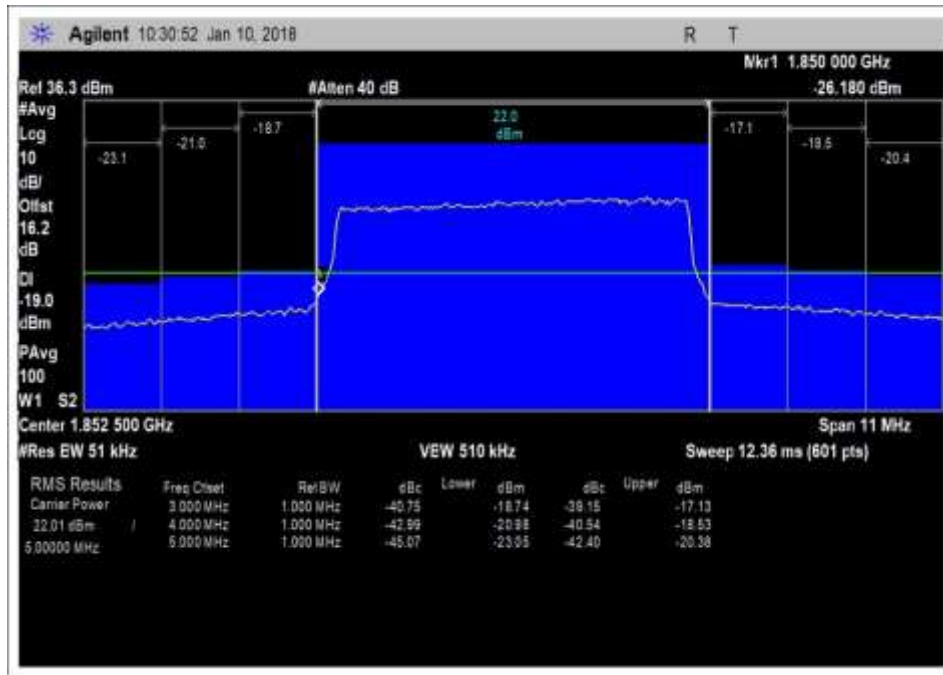 Agilent 10:30:52 Jan 10, 2018 R T
Mkr1 1.850 000 GHz
Ref 36.3 dBm #Atten 40 dB -26.180 dBm
#Avg
Log
10
dB/
Offst
16.2
dB
DI
-19.0
dBm
PAvg
100
W1 S2
-23.1
-21.0
-18.7
22.0
dBm
-17.1
-18.5
-20.4
Center 1.852 500 GHz Span 11 MHz
#Res BW 51 kHz VBW 510 kHz Sweep 12.36 ms (601 pts)
RMS Results Freq Offset Ref BW dBc Lower dBm dBc Upper dBm
Carrier Power 3.000 MHz 1.000 MHz -40.75 -18.74 -39.15 -17.13
22.01 dBm / 4.000 MHz 1.000 MHz -42.99 -20.98 -40.54 -18.53
5.00000 MHz 5.000 MHz 1.000 MHz -45.07 -23.05 -42.40 -20.38